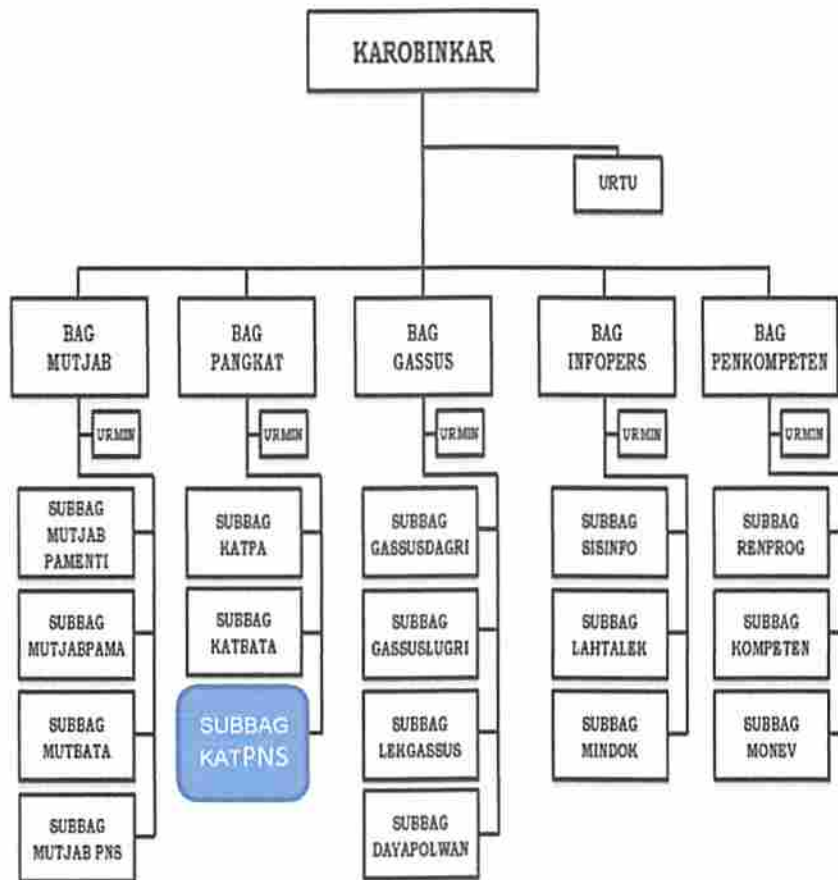 KAROBINKAR
URTU
BAG
MUTJAB
BAG
PANGKAT
BAG
GASSUS
BAG
INFOPERS
BAG
PENKOMPETEN
URMIN
URMIN
URMIN
URMIN
URMIN
SUBBAG
MUTJAB
PAMENTI
SUBBAG
MUTJABPAMA
SUBBAG
MUTBATA
SUBBAG
MUTJAB PNS
SUBBAG
KATPA
SUBBAG
KATBATA
SUBBAG
KATPNS
SUBBAG
GASSUSDAGRI
SUBBAG
GASSUSLUGRI
SUBBAG
LEKGASSUS
SUBBAG
DAYAPOLWAN
SUBBAG
SISINFO
SUBBAG
LAHTALEK
SUBBAG
MINDOK
SUBBAG
RENPROG
SUBBAG
KOMPETEN
SUBBAG
MONEV